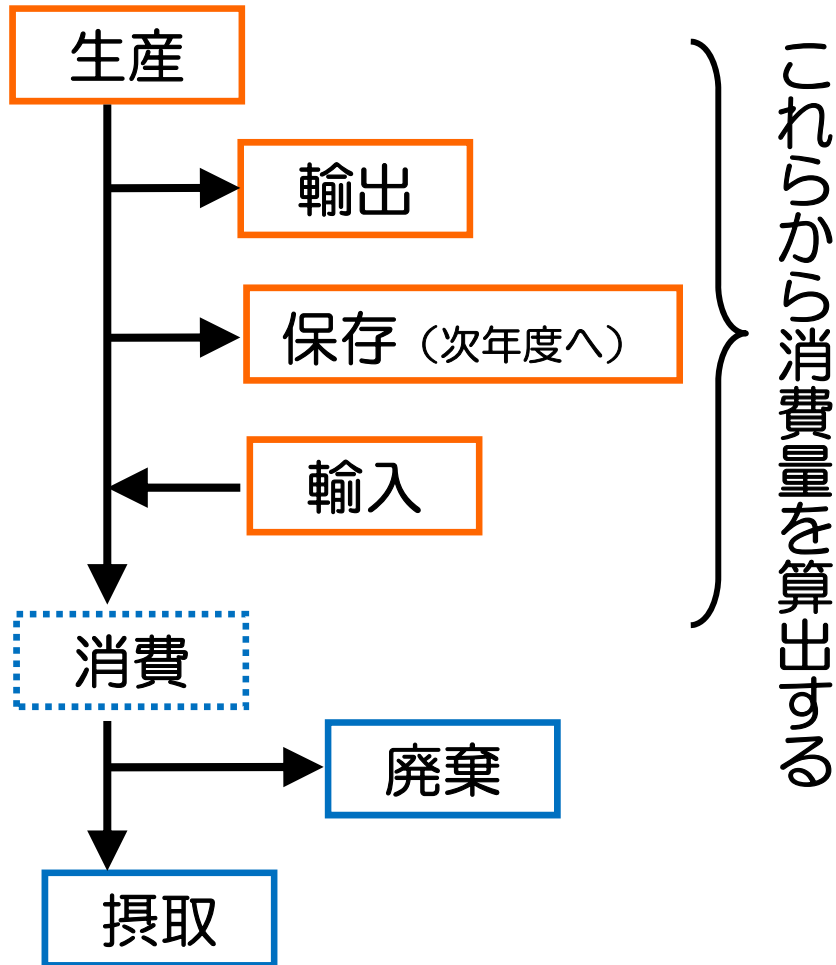 生産
輸出
保存（次年度へ）
輸入
消費
廃棄
摂取
これらから消費量を算出する